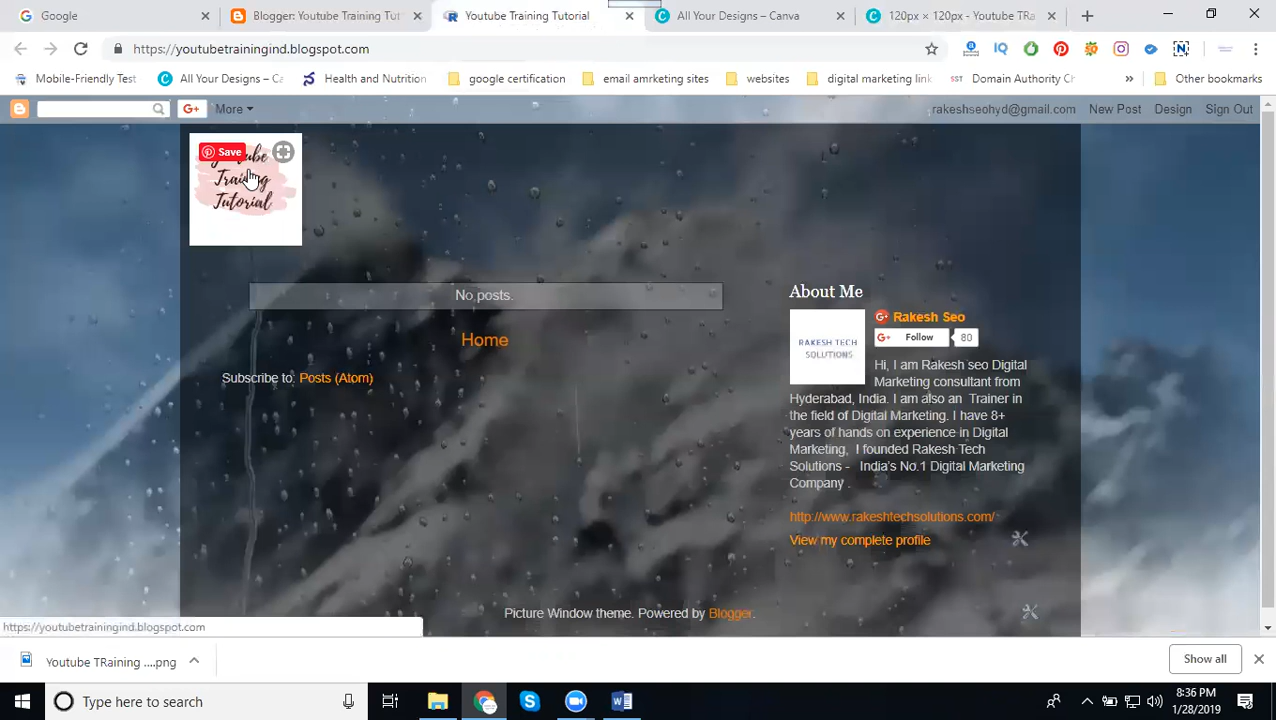 Google
Blogger: Youtube Training Tut
Youtube Training Tutorial
All Your Designs – Canva
120px × 120px - Youtube TRa
https://youtubetrainingind.blogspot.com
Mobile-Friendly Test
All Your Designs – Ca
Health and Nutrition
google certification
email amrketing sites
websites
digital marketing link
SST Domain Authority Ch
Other bookmarks
G+
More
rakeshseohyd@gmail.com
New Post
Design
Sign Out
Save
Training
Tutorial
No posts.
Home
Subscribe to: Posts (Atom)
About Me
RAKESH TECH
SOLUTIONS
Rakesh Seo
G+ Follow 80
Hi, I am Rakesh seo Digital
Marketing consultant from
Hyderabad, India. I am also an Trainer in
the field of Digital Marketing. I have 8+
years of hands on experience in Digital
Marketing, I founded Rakesh Tech
Solutions - India's No.1 Digital Marketing
Company .
http://www.rakeshtechsolutions.com/
View my complete profile
Picture Window theme. Powered by Blogger.
https://youtubetrainingind.blogspot.com
Youtube TRaining ....png
Show all
Type here to search
8:36 PM
1/28/2019